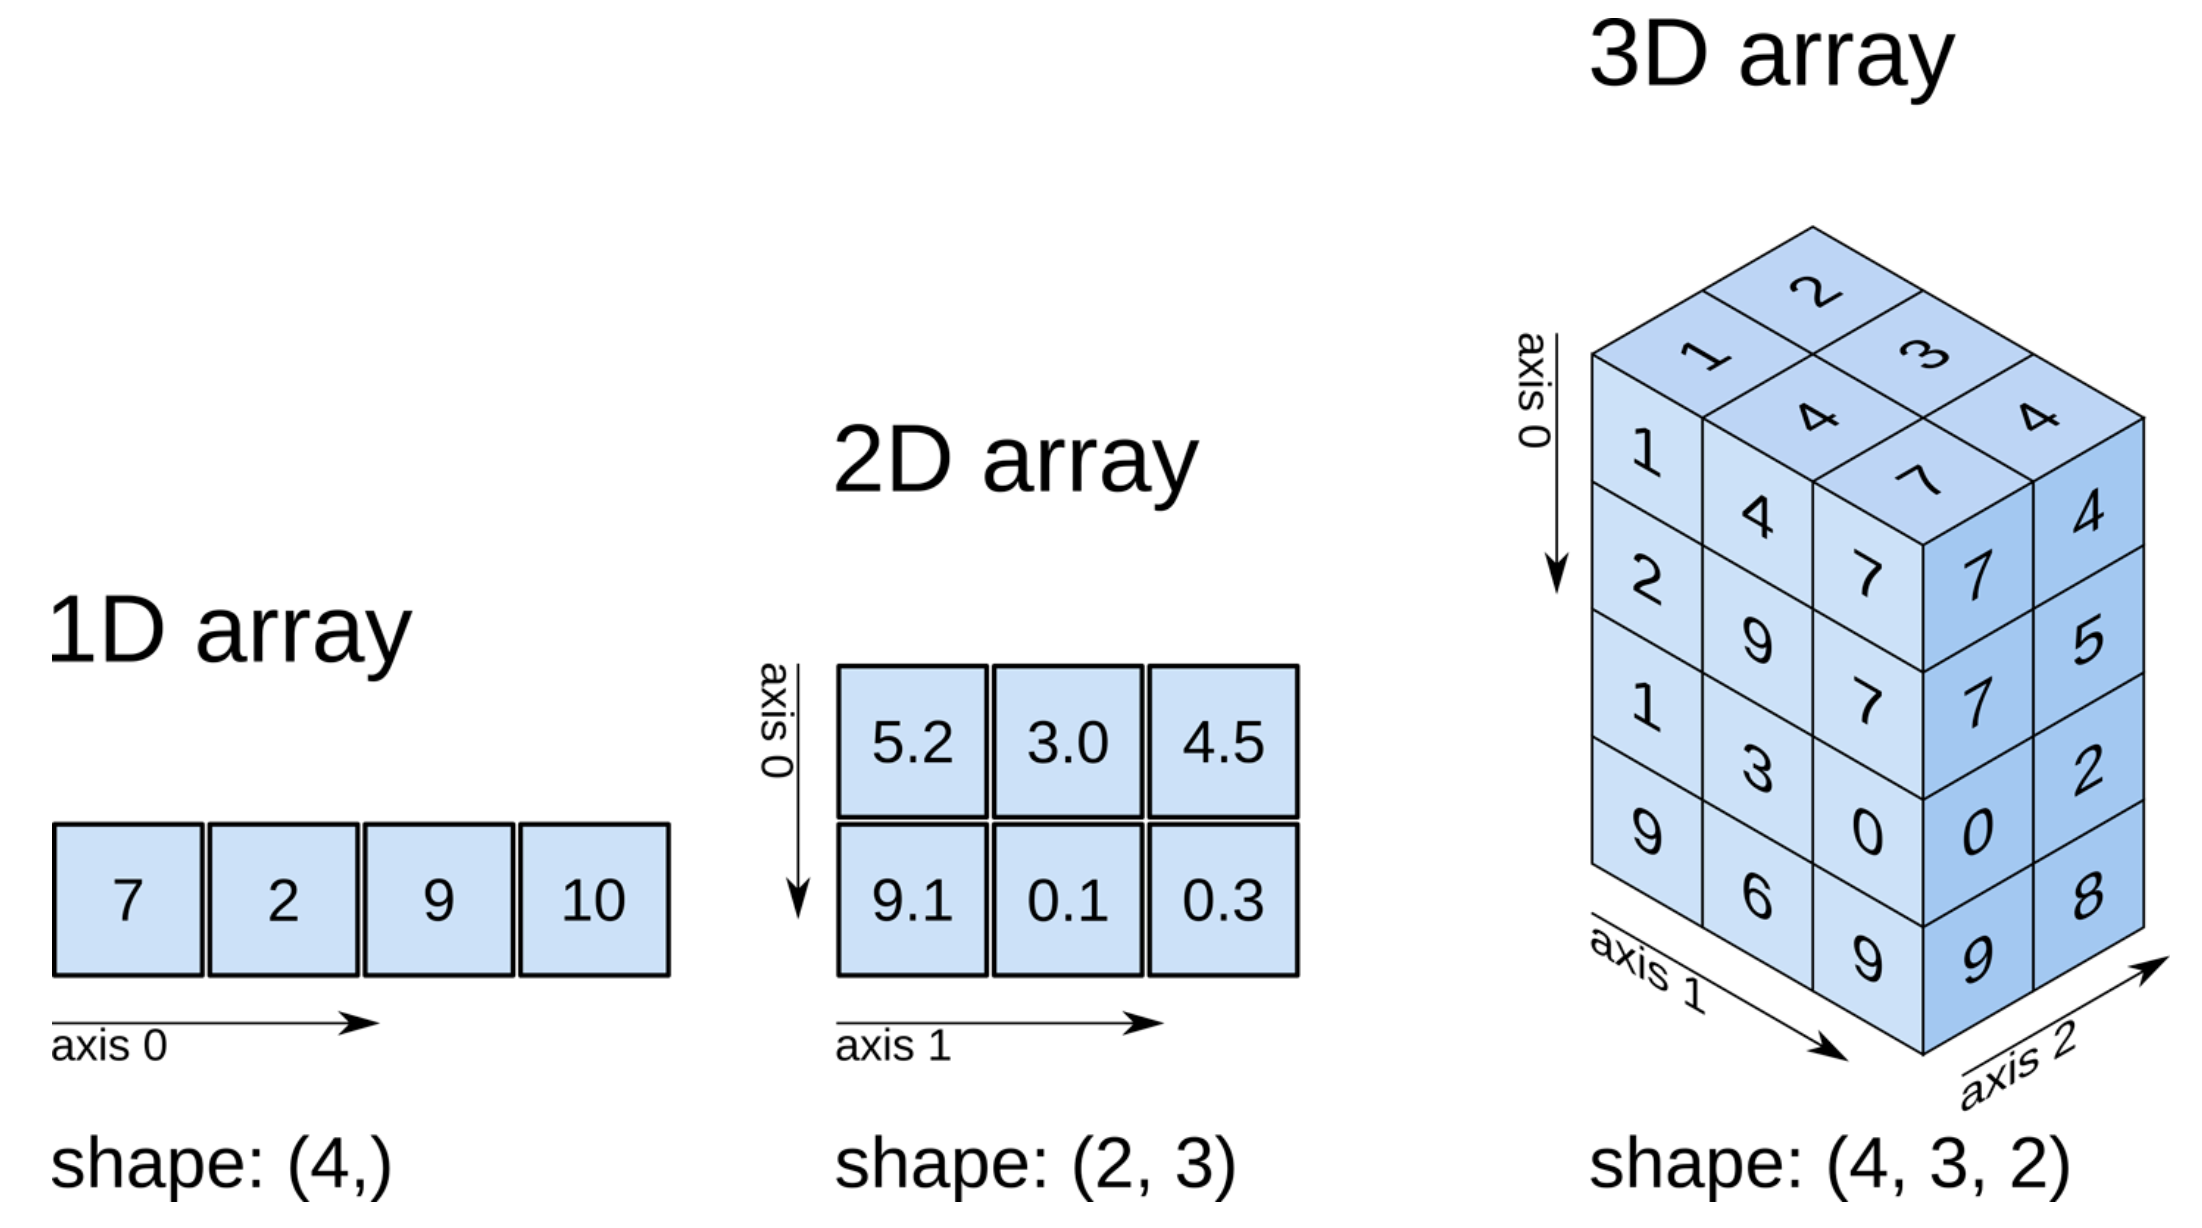 1D array
7 2 9 10
axis 0
shape: (4,)
2D array
axis 0
5.2 3.0 4.5
9.1 0.1 0.3
axis 1
shape: (2, 3)
3D array
axis 0
2
1 3
4 4
7
1 4 7
2 9 7
1 3 0
9 6 9
7 4
7 5
0 2
9 8
axis 1
axis 2
shape: (4, 3, 2)